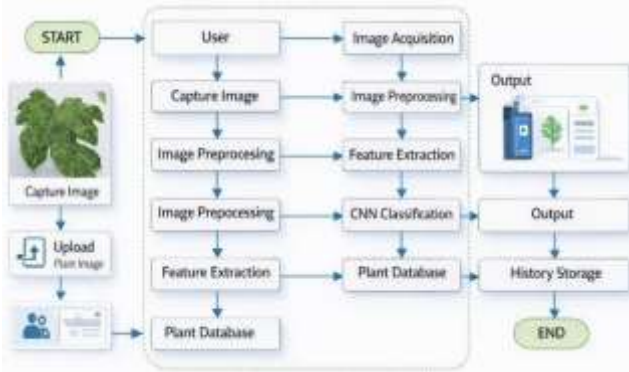 START
User
Image Acquisition
Capture Image
Image Preprocessing
Output
Image Preprocesing
Feature Extraction
Capture Image
Image Prepocessing
CNN Classification
Output
Upload
Plant Image
Feature Extraction
Plant Database
History Storage
Plant Database
END